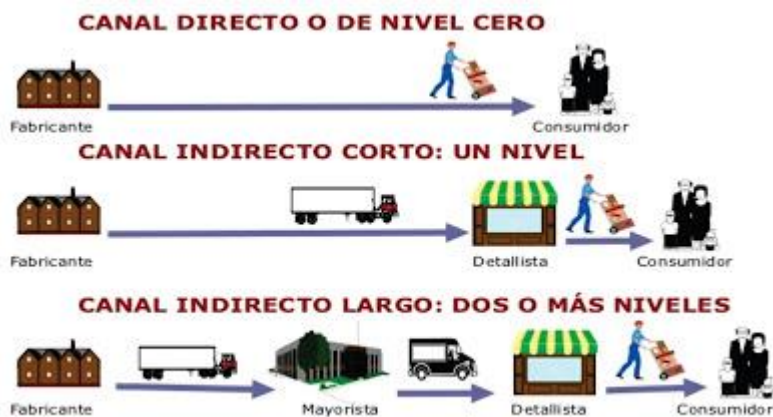 CANAL DIRECTO O DE NIVEL CERO
Fabricante Consumidor
CANAL INDIRECTO CORTO: UN NIVEL
Fabricante Detallista Consumidor
CANAL INDIRECTO LARGO: DOS O MÁS NIVELES
Fabricante Mayorista Detallista Consumidor